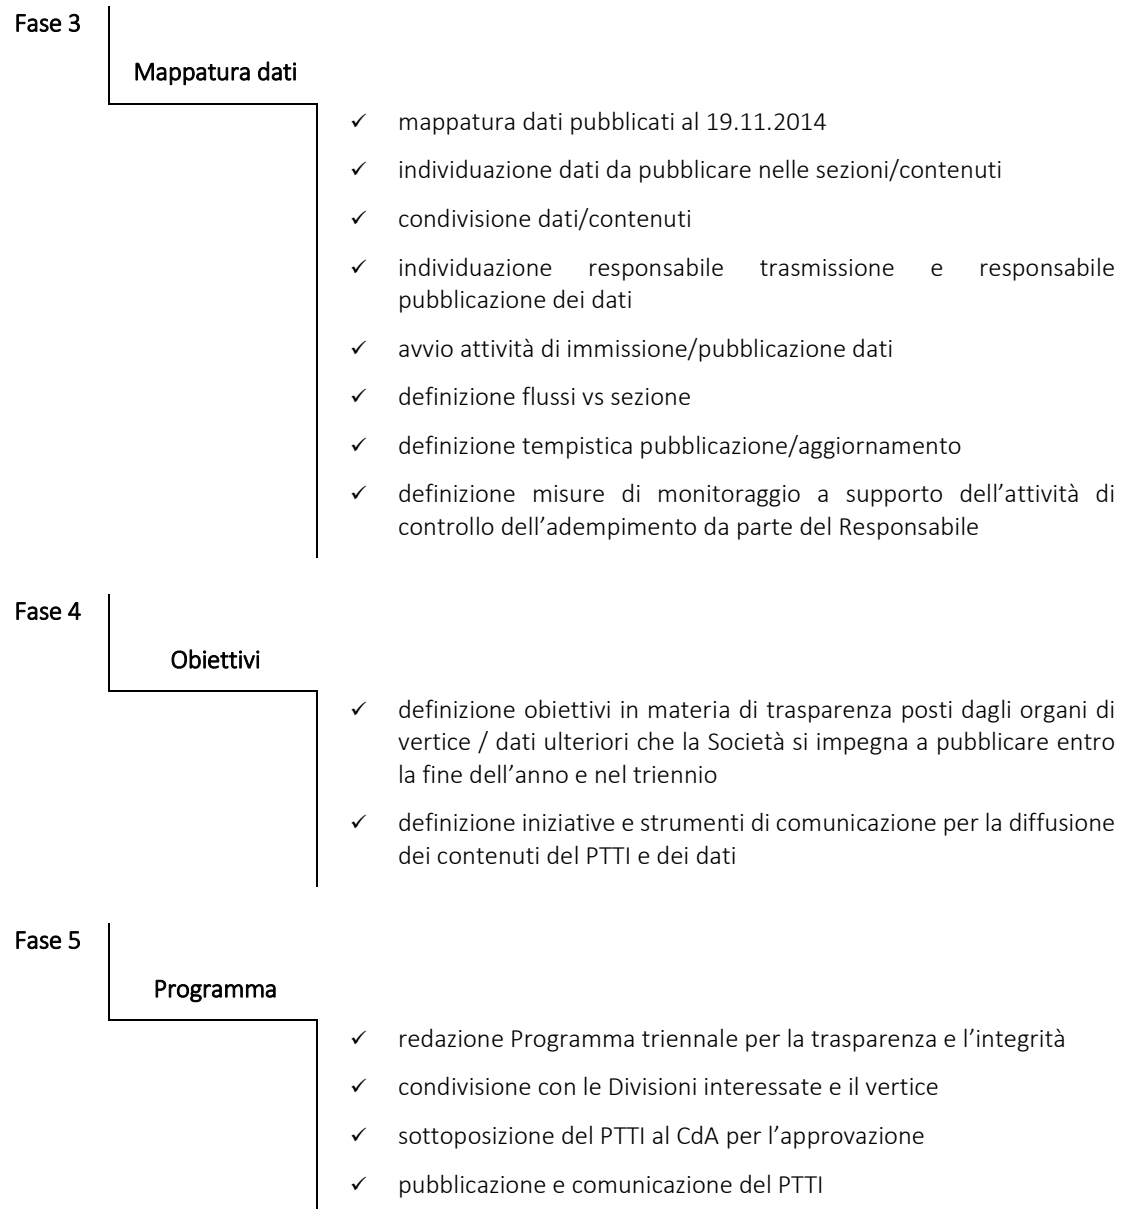 Fase 3
Mappatura dati
✓ mappatura dati pubblicati al 19.11.2014
✓ individuazione dati da pubblicare nelle sezioni/contenuti
✓ condivisione dati/contenuti
✓ individuazione responsabile trasmissione e responsabile
pubblicazione dei dati
✓ avvio attività di immissione/pubblicazione dati
✓ definizione flussi vs sezione
✓ definizione tempistica pubblicazione/aggiornamento
✓ definizione misure di monitoraggio a supporto dell’attività di
controllo dell’adempimento da parte del Responsabile
Fase 4
Obiettivi
✓ definizione obiettivi in materia di trasparenza posti dagli organi di
vertice / dati ulteriori che la Società si impegna a pubblicare entro
la fine dell’anno e nel triennio
✓ definizione iniziative e strumenti di comunicazione per la diffusione
dei contenuti del PTTI e dei dati
Fase 5
Programma
✓ redazione Programma triennale per la trasparenza e l’integrità
✓ condivisione con le Divisioni interessate e il vertice
✓ sottoposizione del PTTI al CdA per l’approvazione
✓ pubblicazione e comunicazione del PTTI